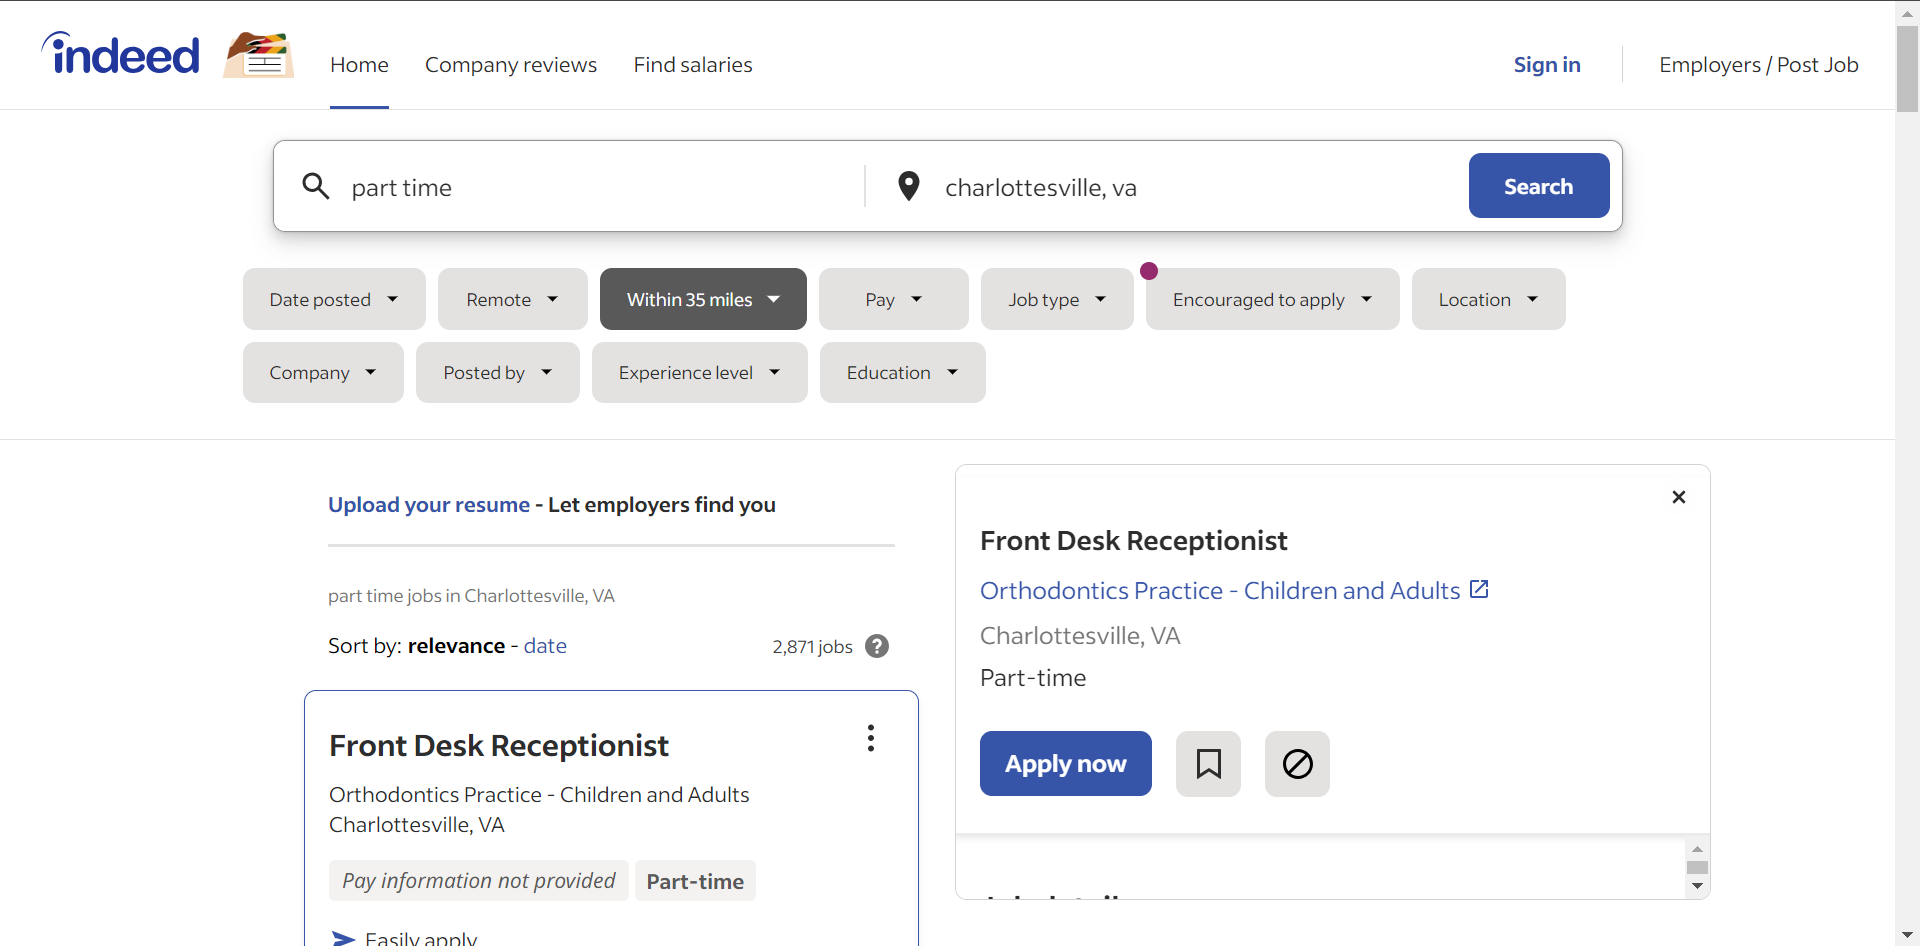 indeed
Home
Company reviews
Find salaries
Sign in
Employers / Post Job
part time
charlottesville, va
Search
Date posted
Remote
Within 35 miles
Pay
Job type
Encouraged to apply
Location
Company
Posted by
Experience level
Education
Upload your resume - Let employers find you
part time jobs in Charlottesville, VA
Sort by: relevance - date
2,871 jobs
?
Front Desk Receptionist
Orthodontics Practice - Children and Adults
Charlottesville, VA
Pay information not provided
Part-time
Easily apply
Front Desk Receptionist
Orthodontics Practice - Children and Adults
Charlottesville, VA
Part-time
Apply now